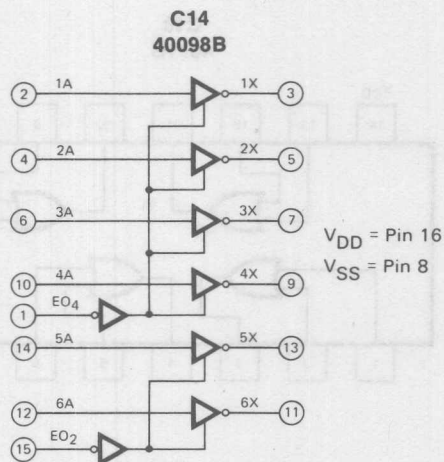 C14
40098B
2 1A 1X 3
4 2A 2X 5
6 3A 3X 7
V_DD = Pin 16
V_SS = Pin 8
10 4A 4X 9
1 EO_4
14 5A 5X 13
12 6A 6X 11
15 EO_2